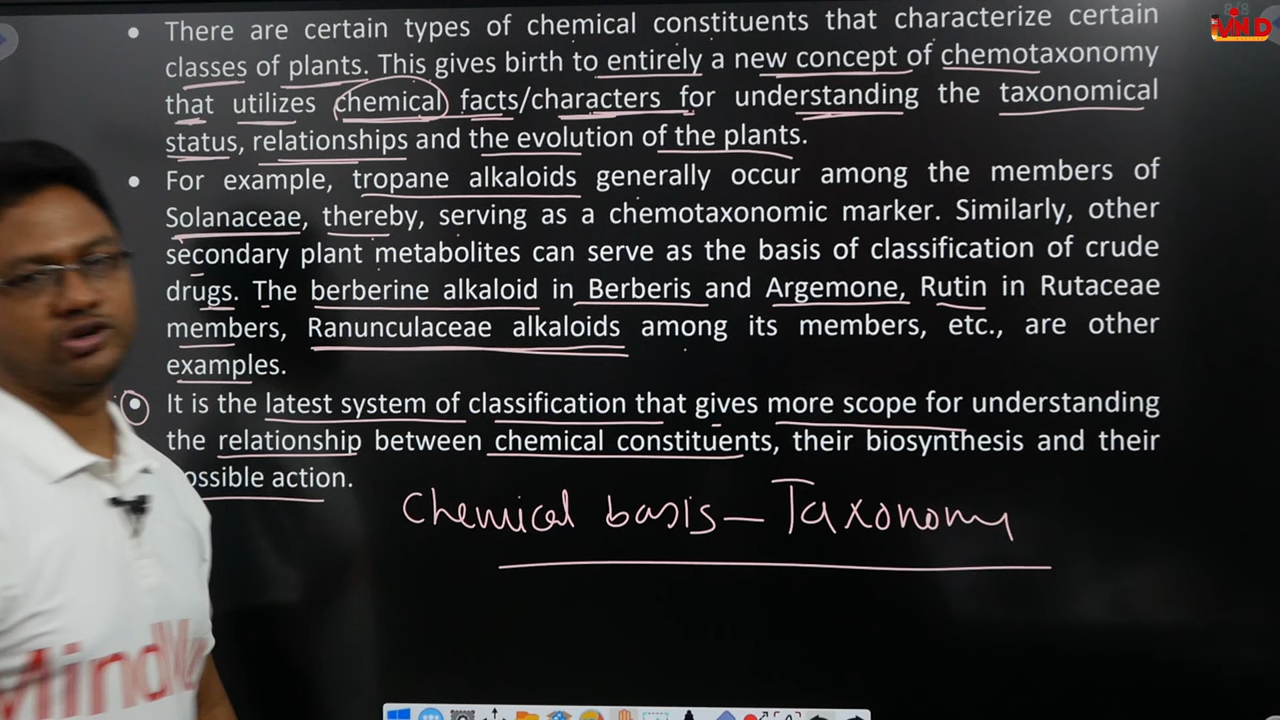 8/8
MIND
• There are certain types of chemical constituents that characterize certain
classes of plants. This gives birth to entirely a new concept of chemotaxonomy
that utilizes chemical facts/characters for understanding the taxonomical
status, relationships and the evolution of the plants.
• For example, tropane alkaloids generally occur among the members of
Solanaceae, thereby, serving as a chemotaxonomic marker. Similarly, other
secondary plant metabolites can serve as the basis of classification of crude
drugs. The berberine alkaloid in Berberis and Argemone, Rutin in Rutaceae
members, Ranunculaceae alkaloids among its members, etc., are other
examples.
• It is the latest system of classification that gives more scope for understanding
the relationship between chemical constituents, their biosynthesis and their
ossible action.
Chemical basis – Taxonomy